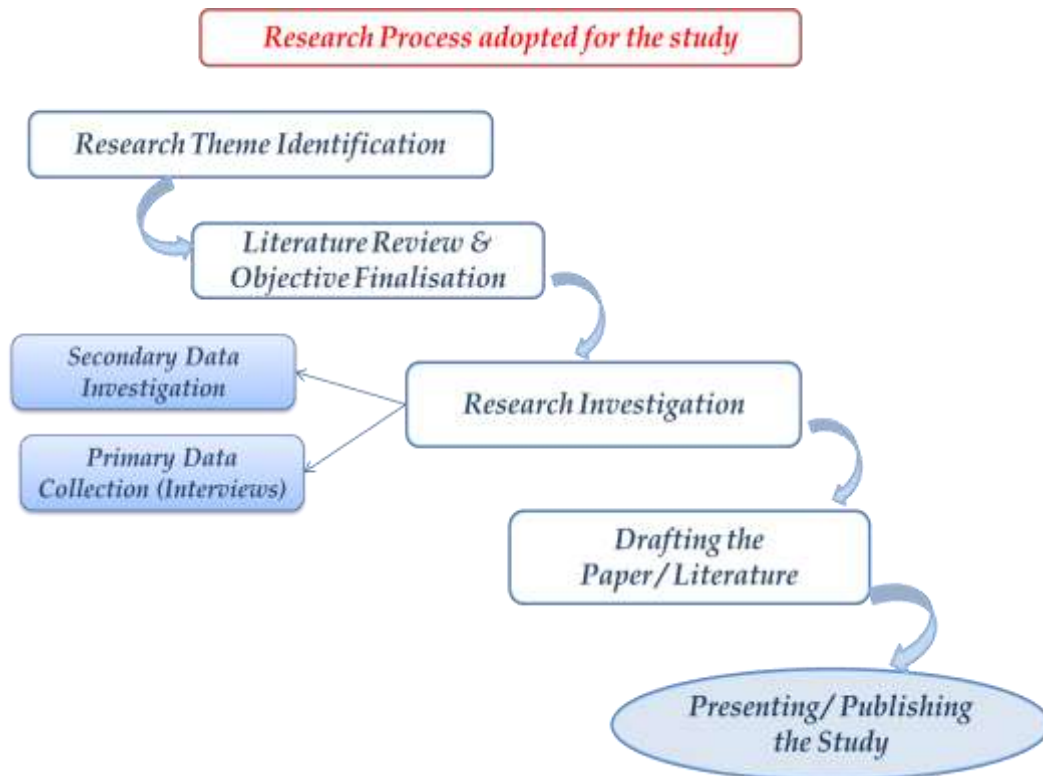 Research Process adopted for the study
Research Theme Identification
Literature Review &
Objective Finalisation
Secondary Data
Investigation
Research Investigation
Primary Data
Collection (Interviews)
Drafting the
Paper / Literature
Presenting/ Publishing
the Study